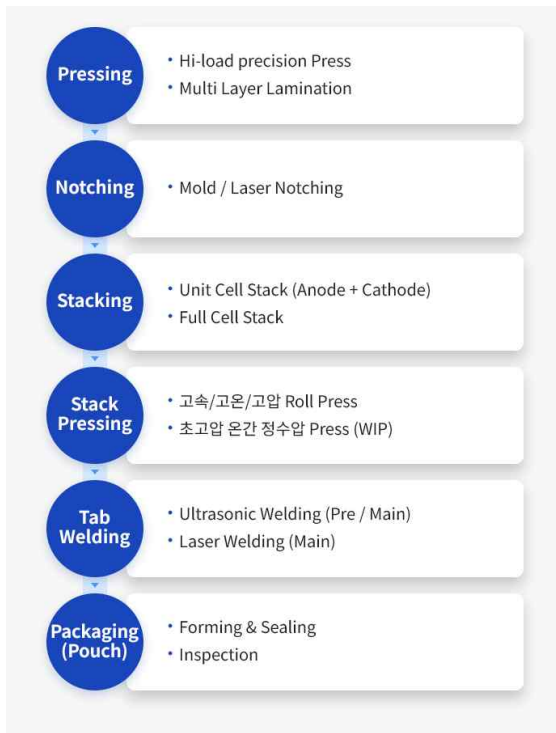 Pressing
• Hi-load precision Press
• Multi Layer Lamination
Notching
• Mold / Laser Notching
Stacking
• Unit Cell Stack (Anode + Cathode)
• Full Cell Stack
Stack
Pressing
• 고속/고온/고압 Roll Press
• 초고압 온간 정수압 Press (WIP)
Tab
Welding
• Ultrasonic Welding (Pre / Main)
• Laser Welding (Main)
Packaging
(Pouch)
• Forming & Sealing
• Inspection